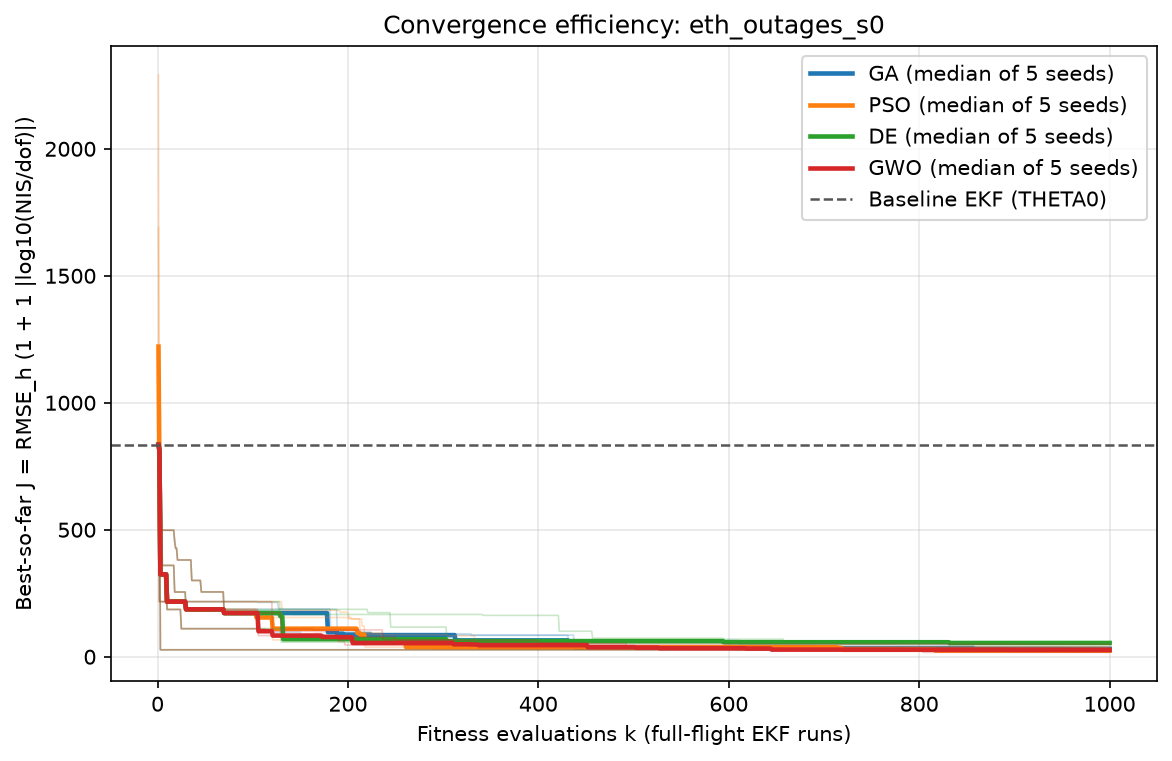 Convergence efficiency: eth_outages_s0
Best-so-far J = RMSE_h (1 + 1 |log10(NIS/dof)|)
2000
1500
1000
500
0
GA (median of 5 seeds)
PSO (median of 5 seeds)
DE (median of 5 seeds)
GWO (median of 5 seeds)
Baseline EKF (THETA0)
0 200 400 600 800 1000
Fitness evaluations k (full-flight EKF runs)